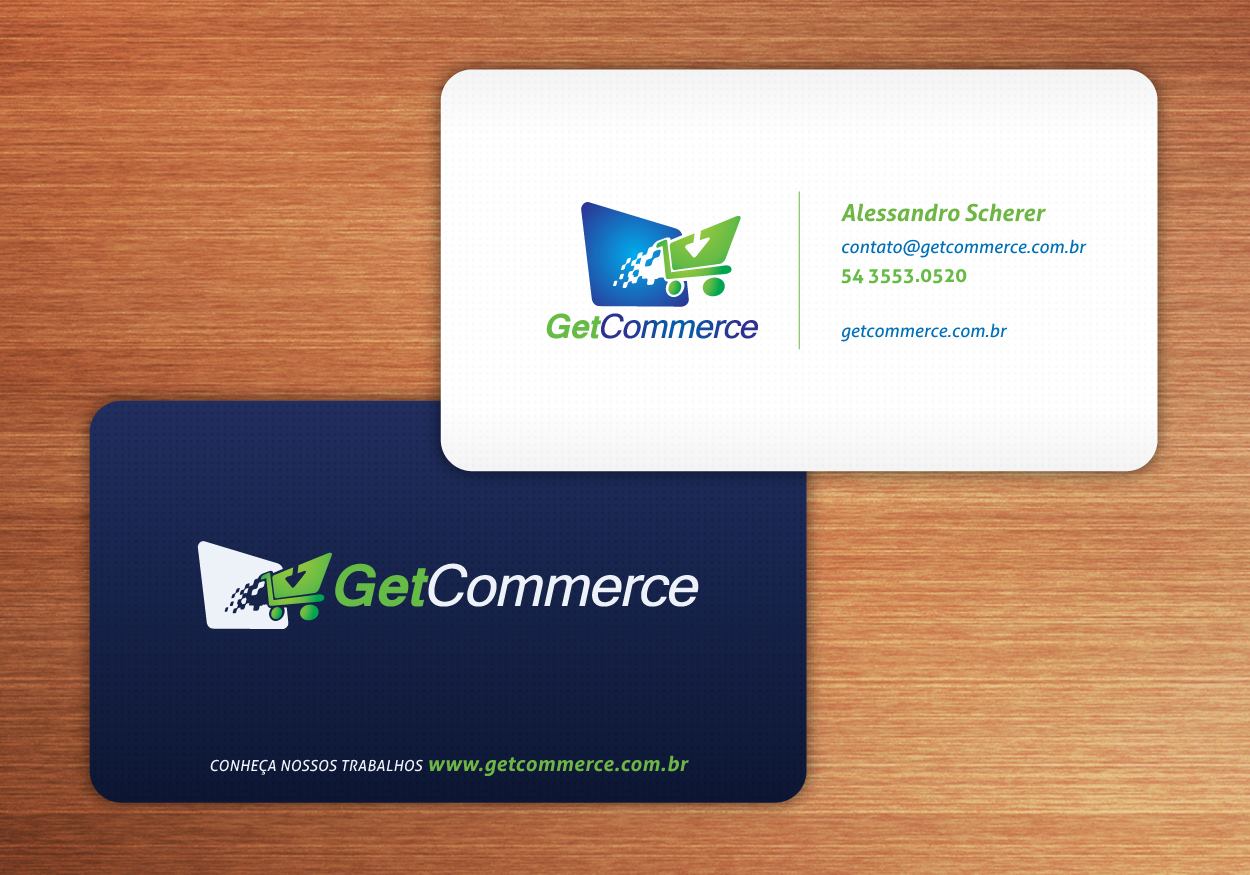 GetCommerce
Alessandro Scherer
contato@getcommerce.com.br
54 3553.0520
getcommerce.com.br
GetCommerce
CONHEÇA NOSSOS TRABALHOS www.getcommerce.com.br